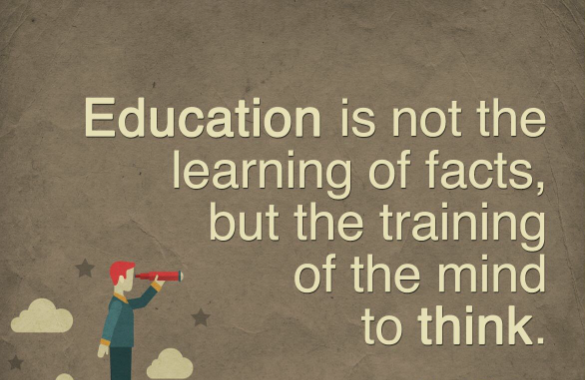 Education is not the
learning of facts,
but the training
of the mind
to think.